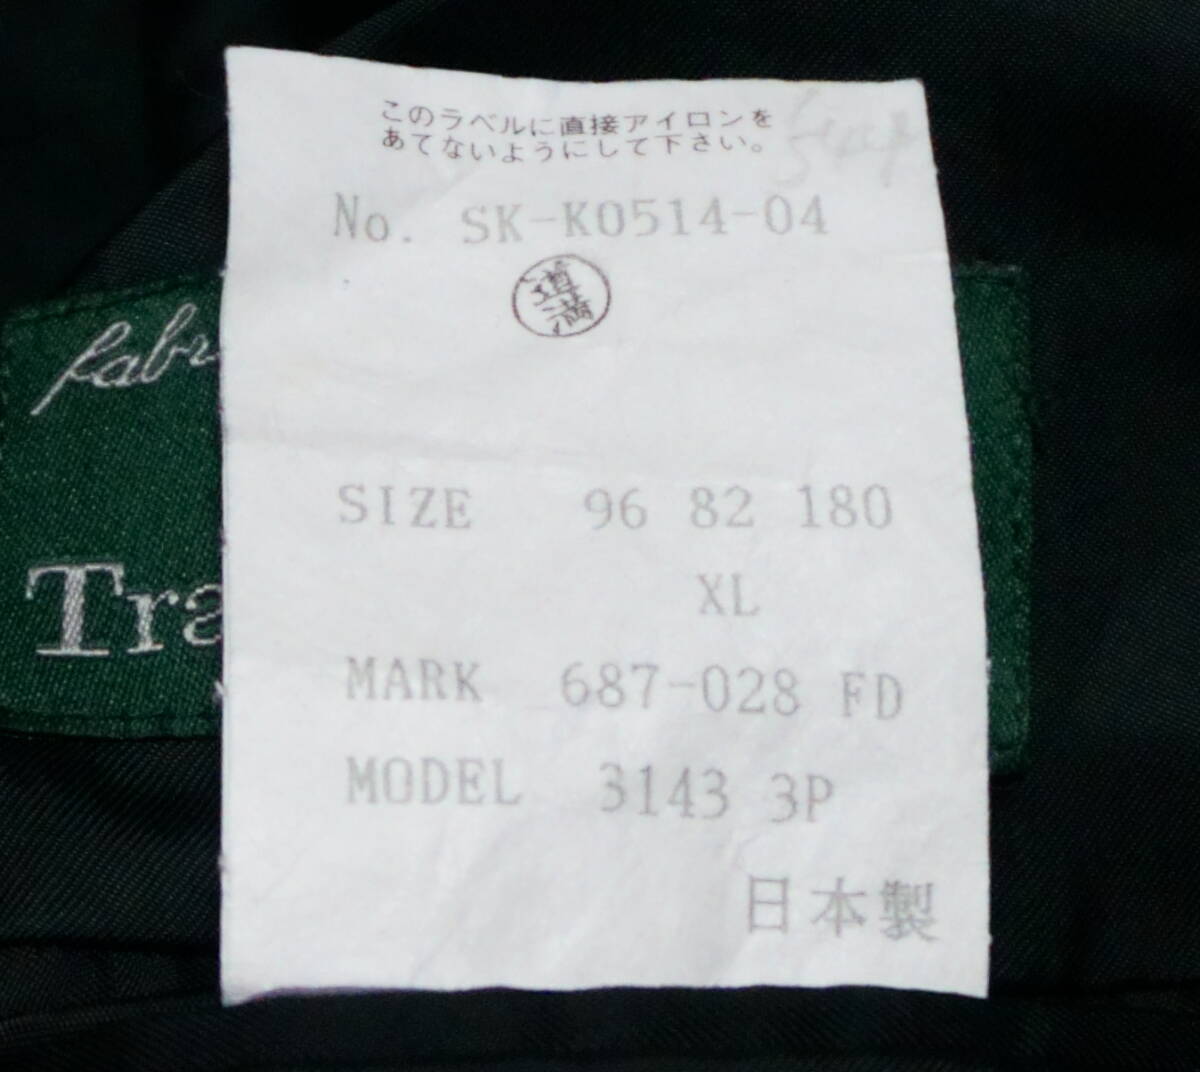 このラベルに直接アイロンを
あてないようにして下さい。
No. SK-K0514-04
道満
SIZE 96 82 180
XL
MARK 687-028 FD
MODEL 3143 3P
日本製